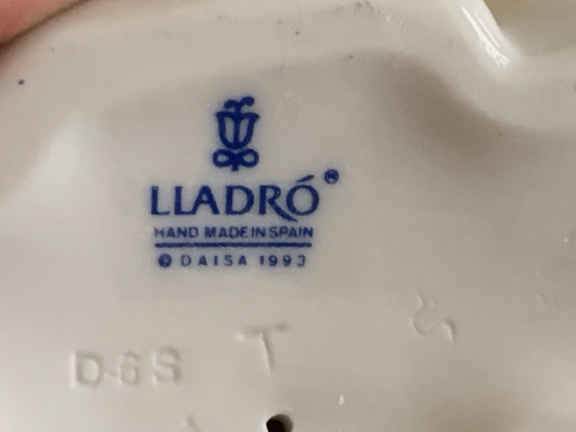 LLADRÓ®
HAND MADE IN SPAIN
© DAISA 1993
D-6S T